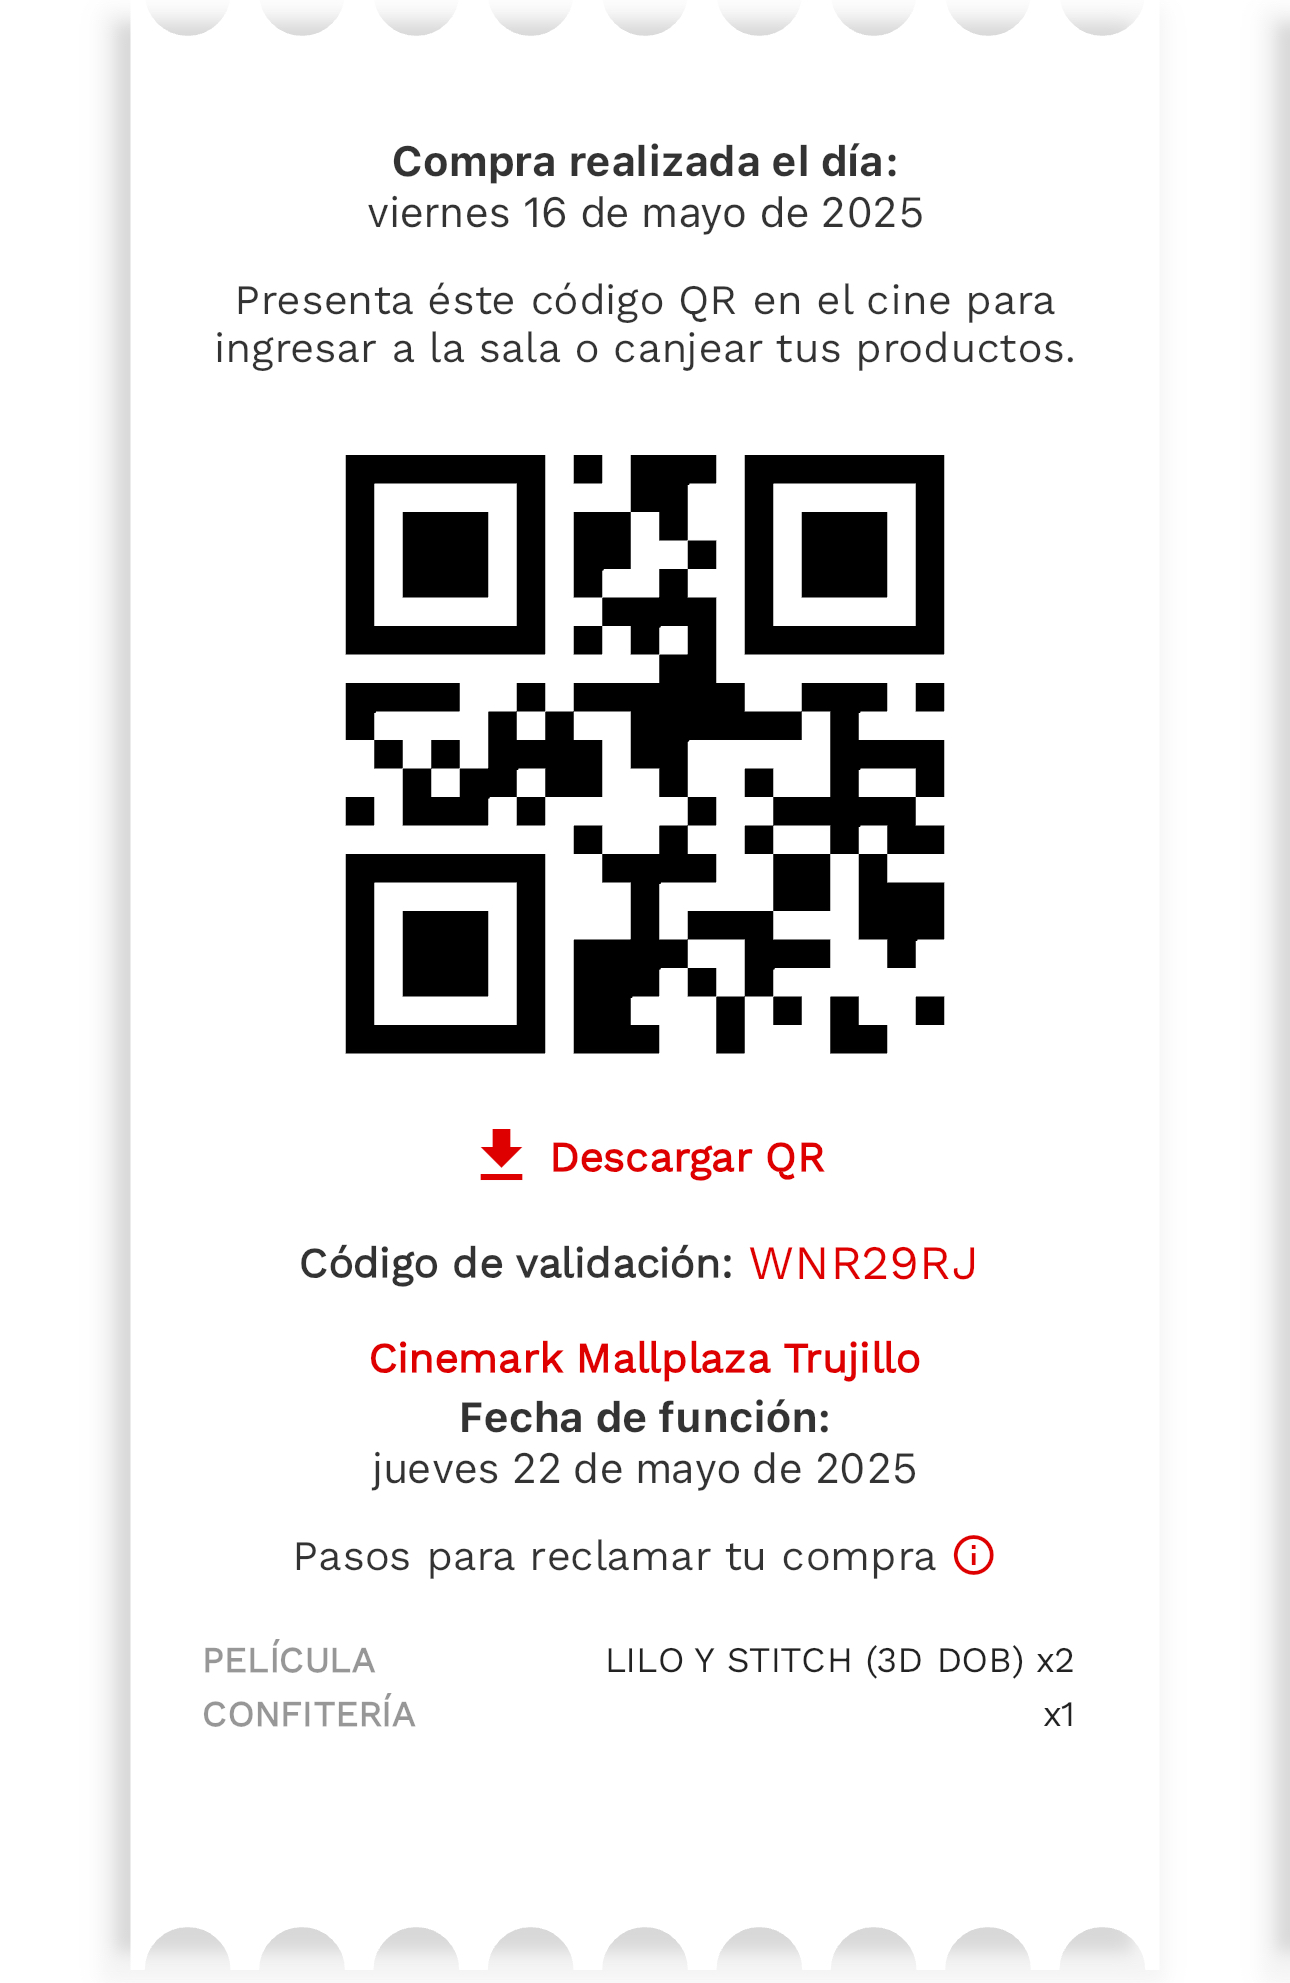 Compra realizada el día:
viernes 16 de mayo de 2025
Presenta éste código QR en el cine para
ingresar a la sala o canjear tus productos.
Descargar QR
Código de validación: WNR29RJ
Cinemark Mallplaza Trujillo
Fecha de función:
jueves 22 de mayo de 2025
Pasos para reclamar tu compra
PELÍCULA LILO Y STITCH (3D DOB) x2
CONFITERÍA x1